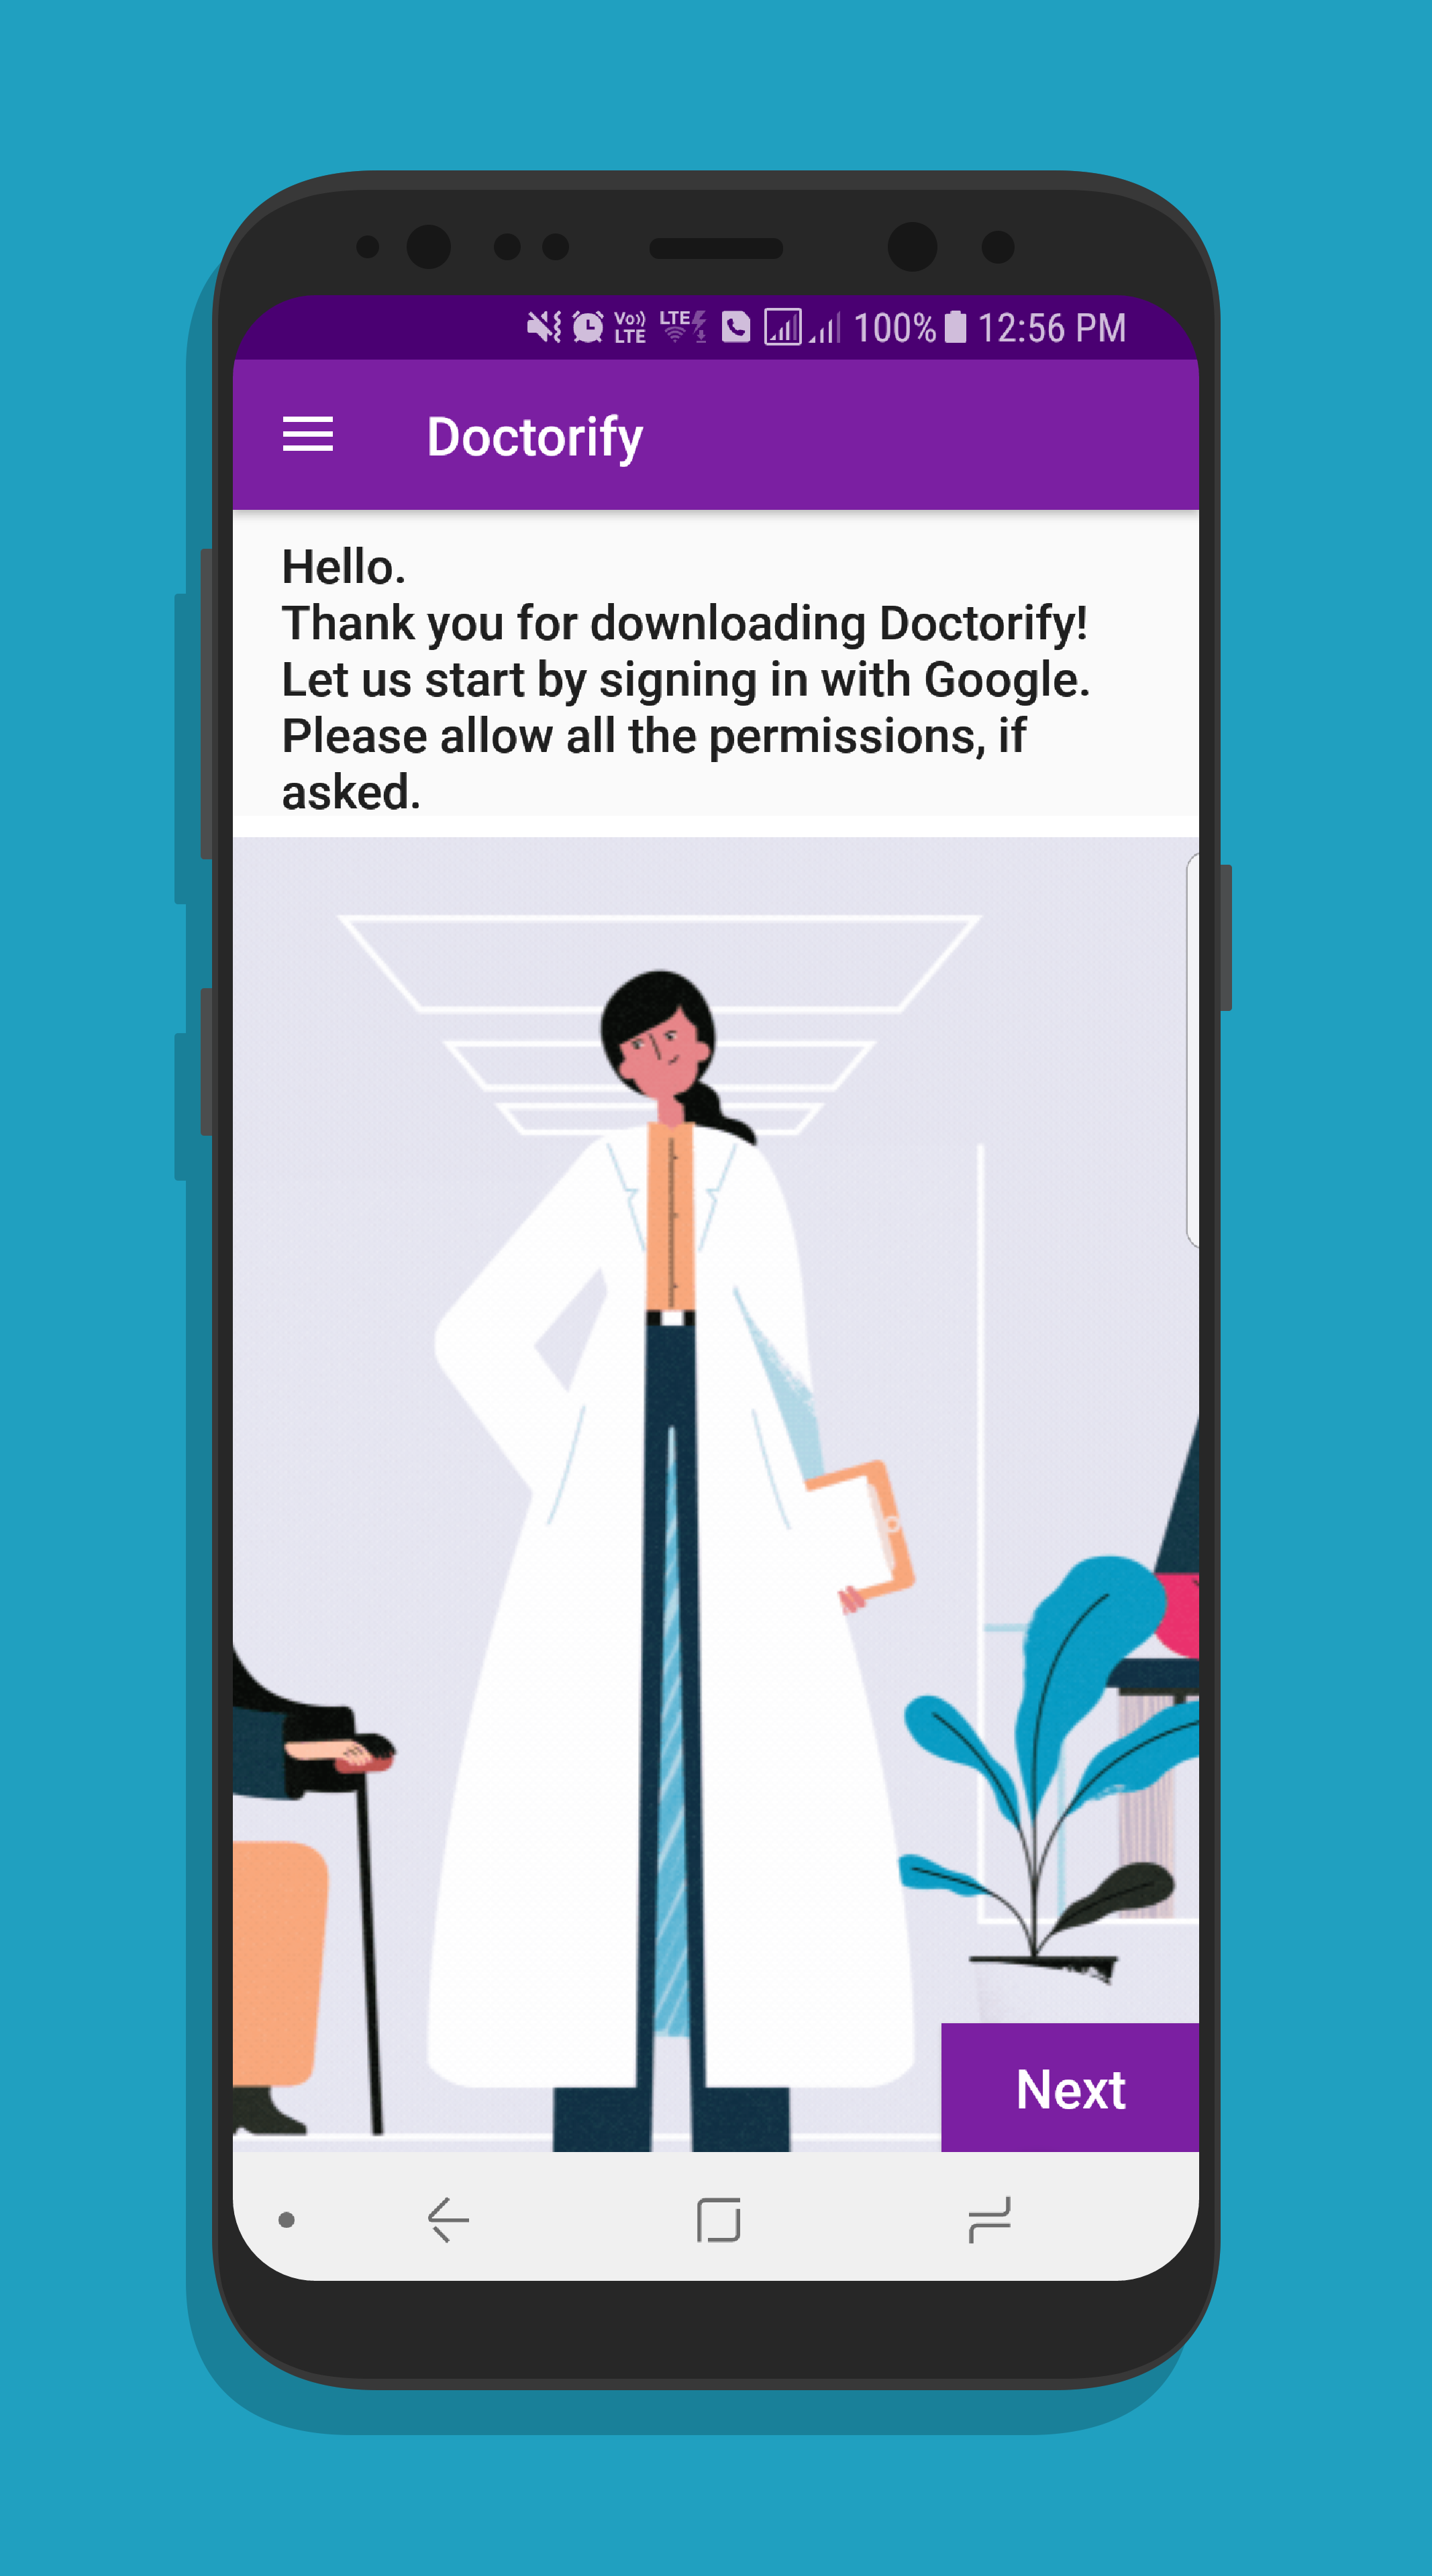 Vo)) LTE LTE 100% 12:56 PM
Doctorify
Hello.
Thank you for downloading Doctorify!
Let us start by signing in with Google.
Please allow all the permissions, if
asked.
Next